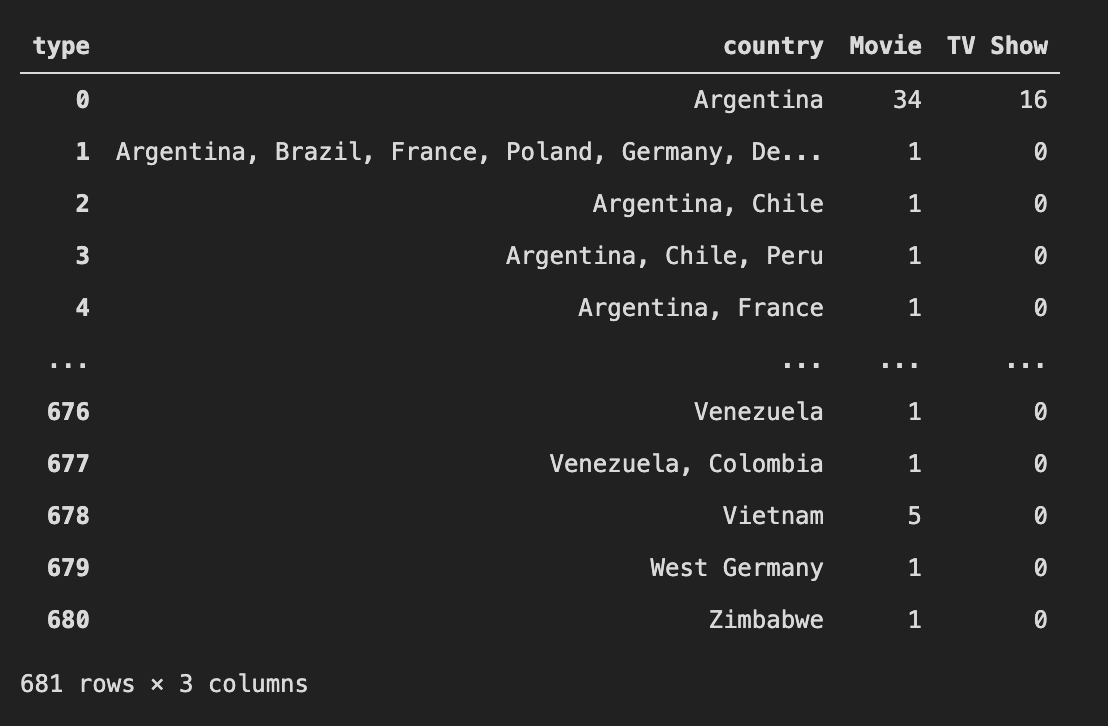 type country Movie TV Show
0 Argentina 34 16
1 Argentina, Brazil, France, Poland, Germany, De... 1 0
2 Argentina, Chile 1 0
3 Argentina, Chile, Peru 1 0
4 Argentina, France 1 0
... ... ... ...
676 Venezuela 1 0
677 Venezuela, Colombia 1 0
678 Vietnam 5 0
679 West Germany 1 0
680 Zimbabwe 1 0
681 rows × 3 columns